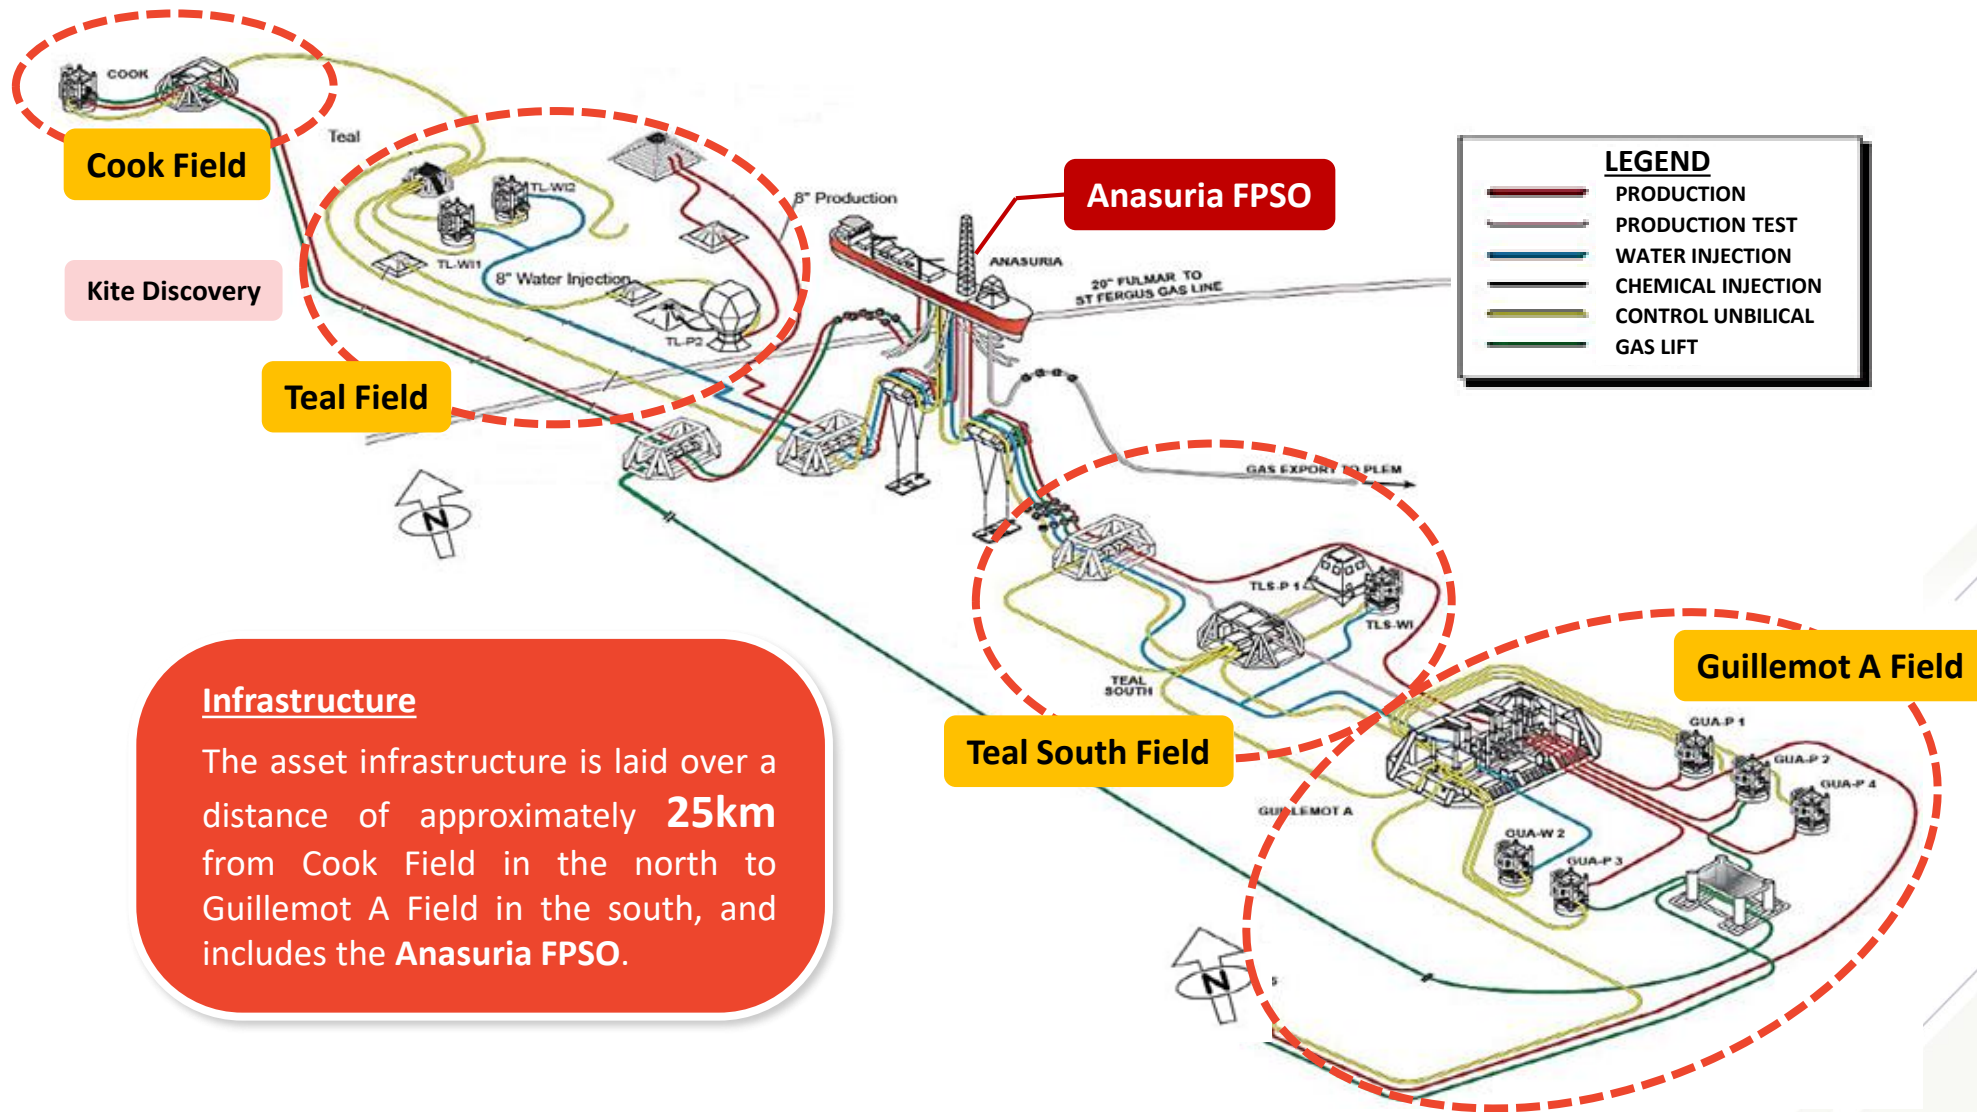 COOK
Cook Field
Teal
TL-WI2
8" Production
Anasuria FPSO
LEGEND
PRODUCTION
PRODUCTION TEST
WATER INJECTION
CHEMICAL INJECTION
CONTROL UNBILICAL
GAS LIFT
ANASURIA
TL-WI1
8" Water Injection
20" FULMAR TO
ST FERGUS GAS LINE
Kite Discovery
TL-P2
Teal Field
GAS EXPORT TO PLEM
N
TLS-P 1
TLS-WI
TEAL
SOUTH
Guillemot A Field
Teal South Field
GUA-P 1
GUA-P 2
GUA-P 4
GUILLEMOT A
GUA-W 2
GUA-P 3
Infrastructure
The asset infrastructure is laid over a
distance of approximately 25km
from Cook Field in the north to
Guillemot A Field in the south, and
includes the Anasuria FPSO.
N